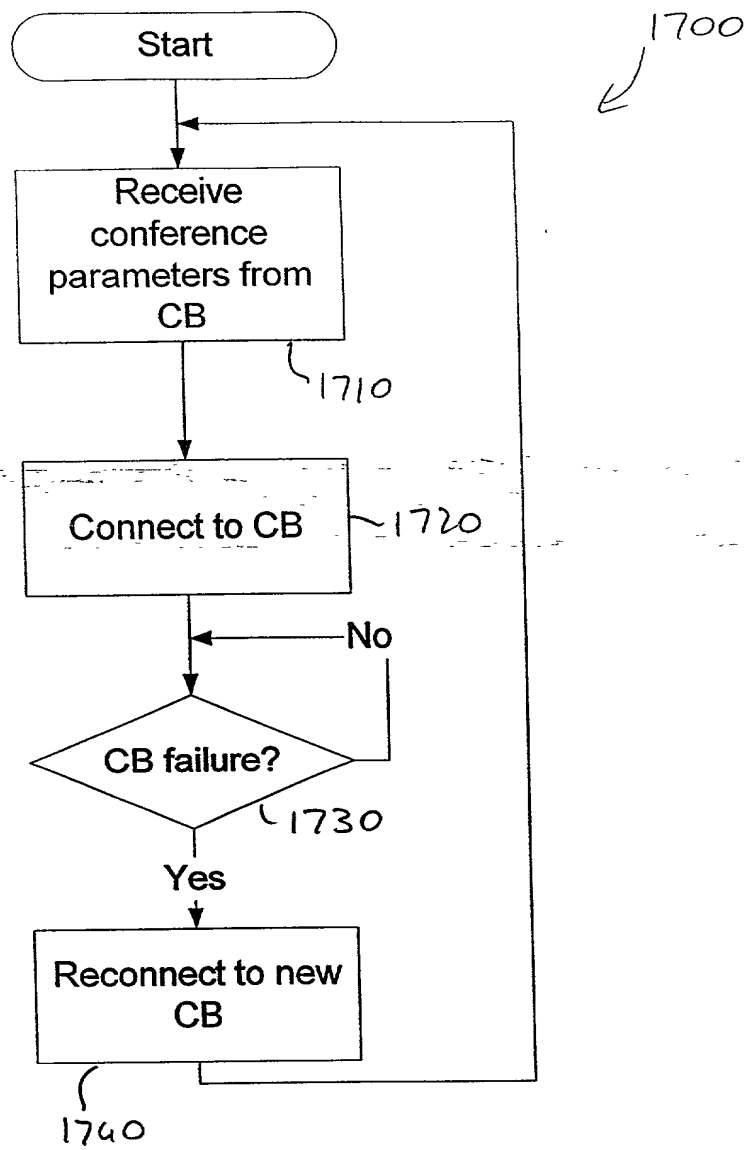 Start
1700
Receive
conference
parameters from
CB
1710
Connect to CB
1720
No
CB failure?
1730
Yes
Reconnect to new
CB
1740